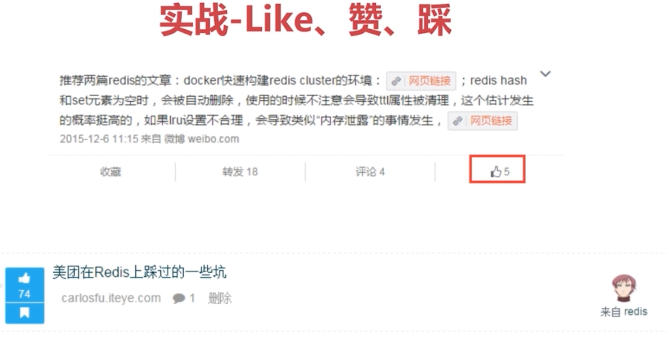 实战-Like、赞、踩
推荐两篇redis的文章：docker快速构建redis cluster的环境： 网页链接 ；redis hash
和set元素为空时，会被自动删除，使用的时候不注意会导致ttl属性被清理，这个估计发生
的概率挺高的，如果lru设置不合理，会导致类似“内存泄露”的事情发生， 网页链接
2015-12-6 11:15 来自 微博 weibo.com
收藏 转发 18 评论 4 5
美团在Redis上踩过的一些坑
74
carlosfu.iteye.com 1 删除
来自 redis